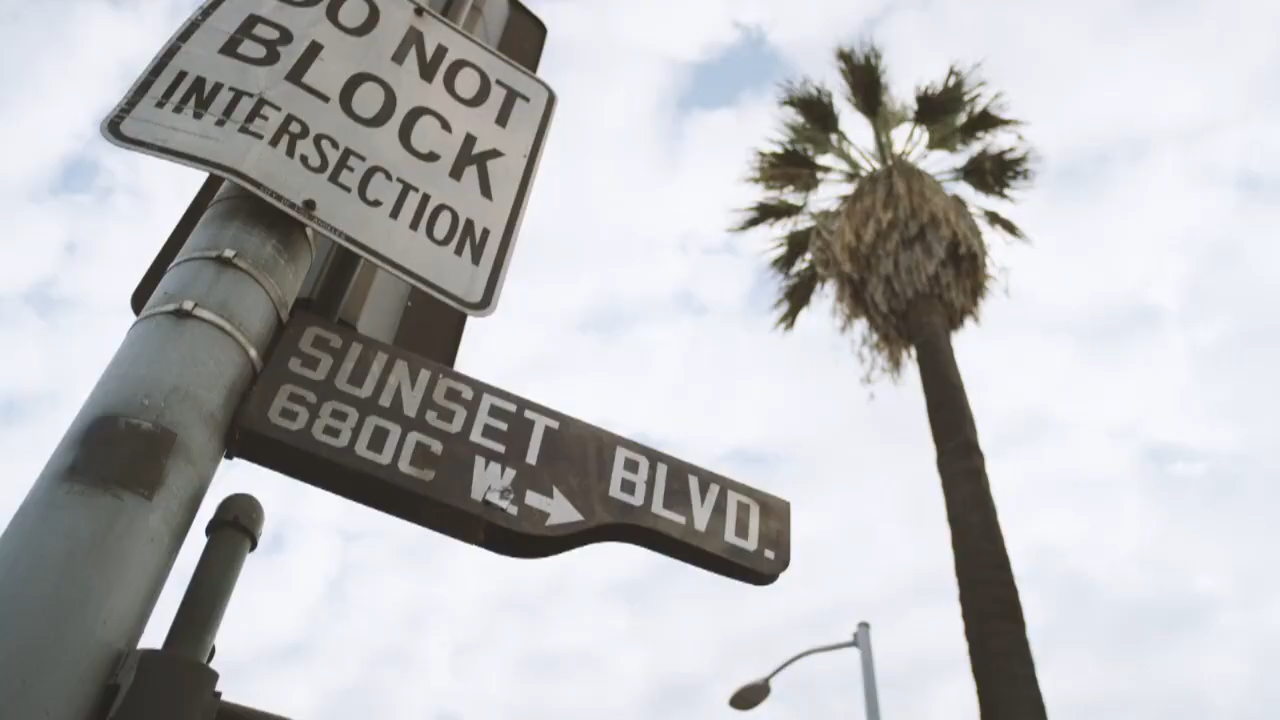 DO NOT
BLOCK
INTERSECTION
SUNSET BLVD.
680C W.